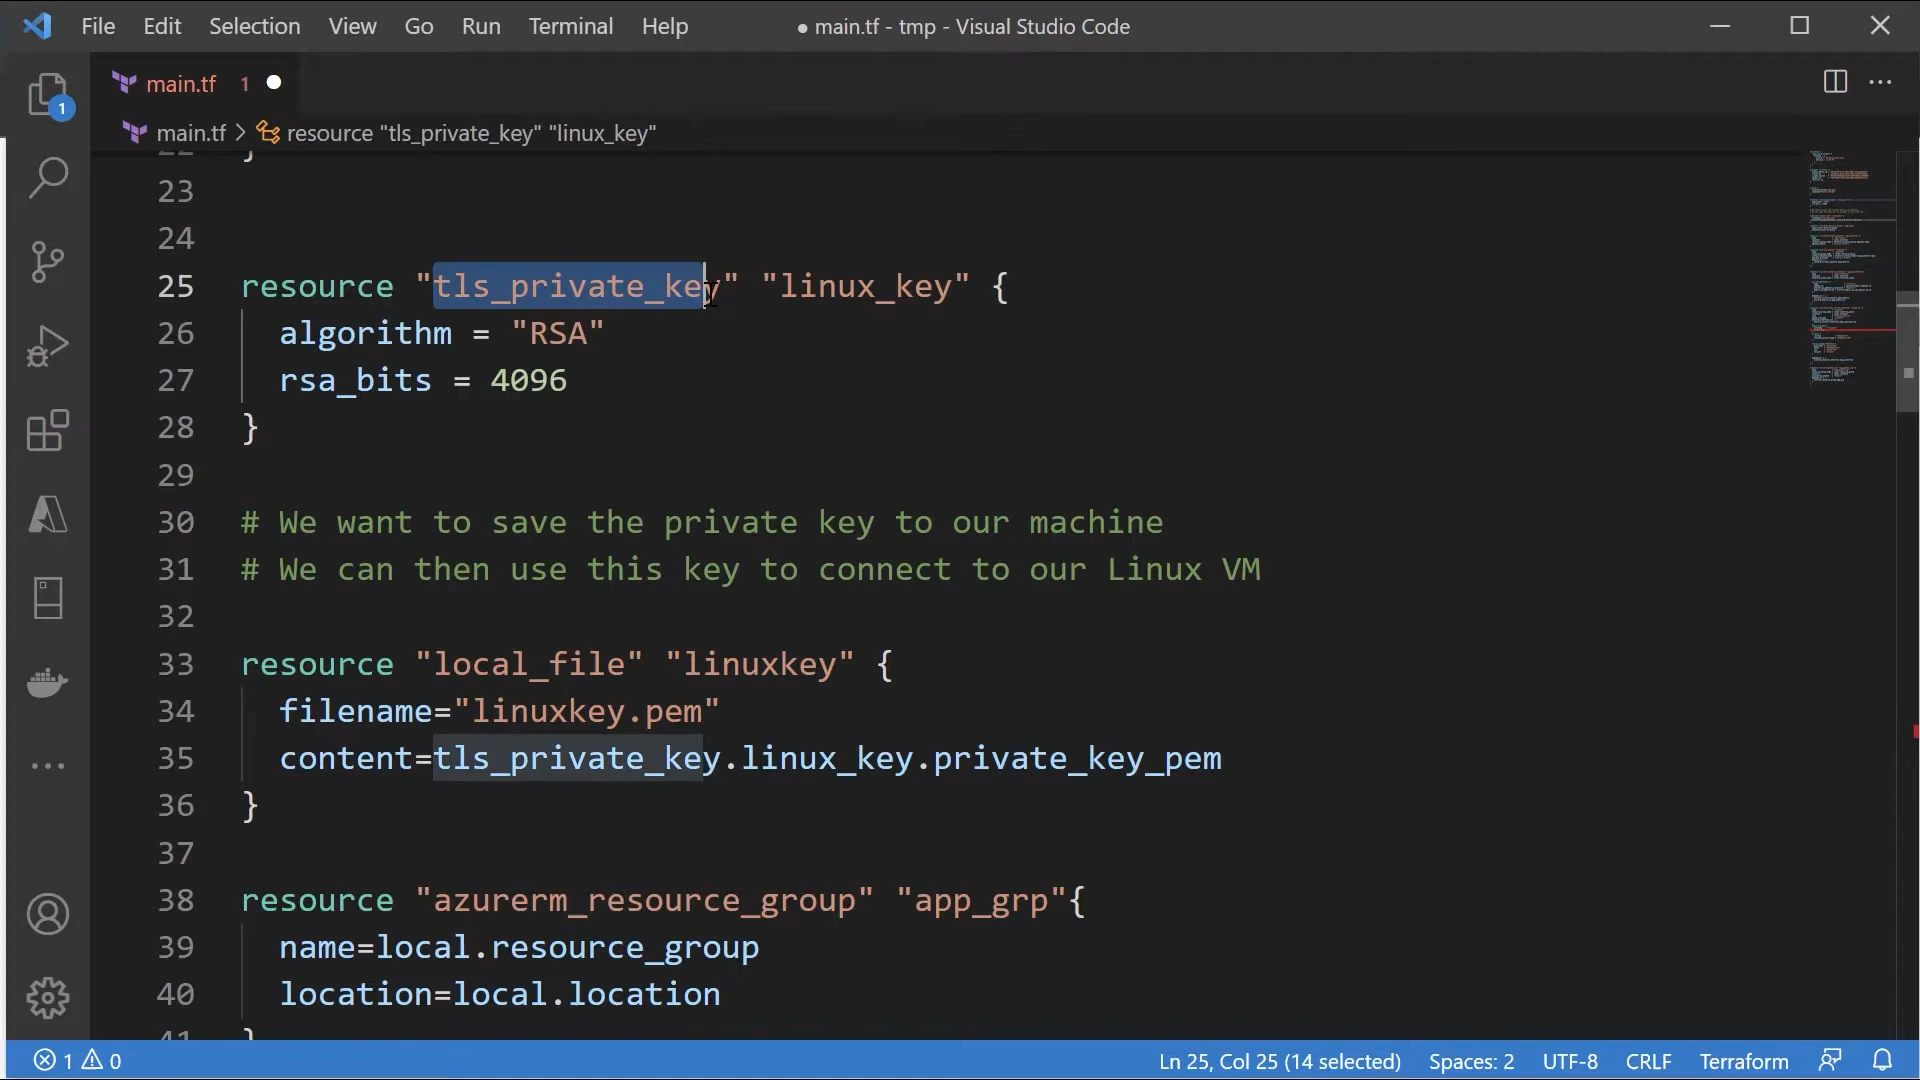 File Edit Selection View Go Run Terminal Help ● main.tf - tmp - Visual Studio Code
main.tf 1 ●
main.tf > resource "tls_private_key" "linux_key"
1
22 }
23
24
25 resource "tls_private_key" "linux_key" {
26 algorithm = "RSA"
27 rsa_bits = 4096
28 }
29
30 # We want to save the private key to our machine
31 # We can then use this key to connect to our Linux VM
32
33 resource "local_file" "linuxkey" {
34 filename="linuxkey.pem"
35 content=tls_private_key.linux_key.private_key_pem
36 }
37
38 resource "azurerm_resource_group" "app_grp"{
39 name=local.resource_group
40 location=local.location
41 }
1 0 Ln 25, Col 25 (14 selected) Spaces: 2 UTF-8 CRLF Terraform